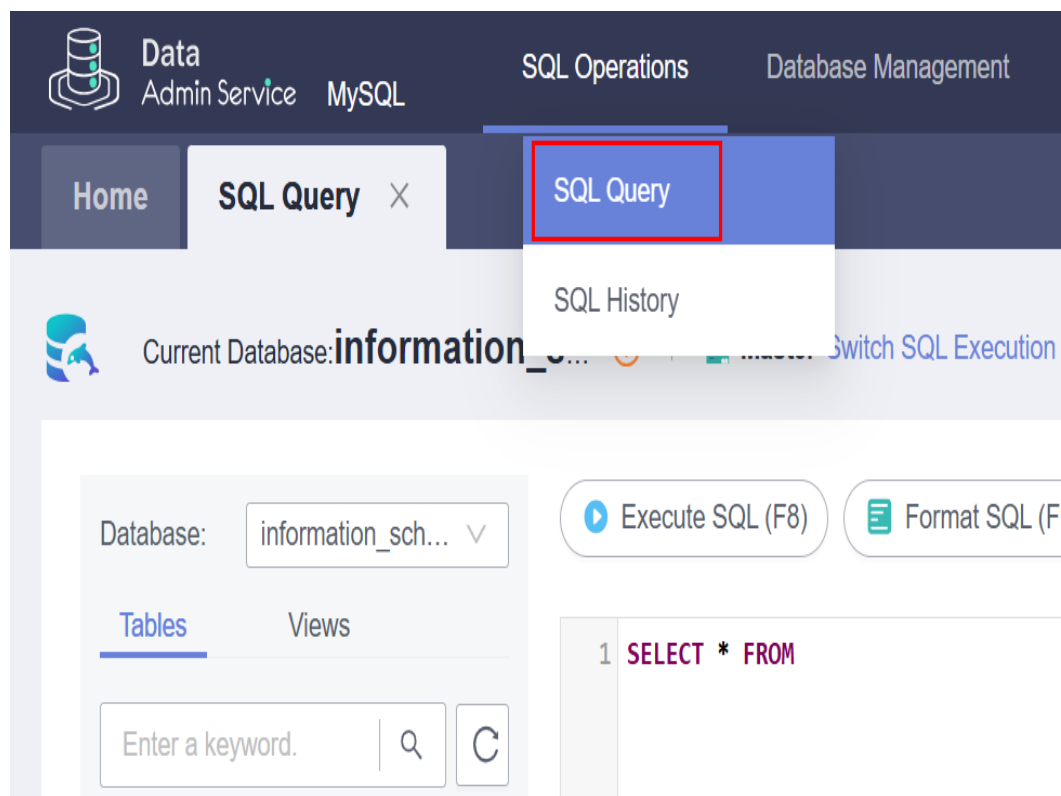 Data
Admin Service MySQL
SQL Operations
Database Management
Home
SQL Query
SQL Query
SQL History
Current Database:information_s...
master
Switch SQL Execution
Database:
information_sch...
Execute SQL (F8)
Format SQL (F
Tables
Views
1 SELECT * FROM
Enter a keyword.